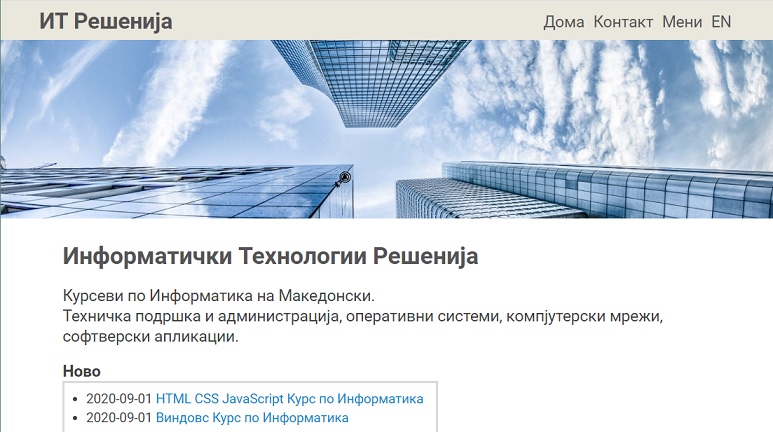 ИТ Решенија
Дома Контакт Мени EN
Информатички Технологии Решенија
Курсеви по Информатика на Македонски.
Техничка подршка и администрација, оперативни системи, компјутерски мрежи,
софтверски апликации.
Ново
2020-09-01 HTML CSS JavaScript Курс по Информатика
2020-09-01 Виндовс Курс по Информатика